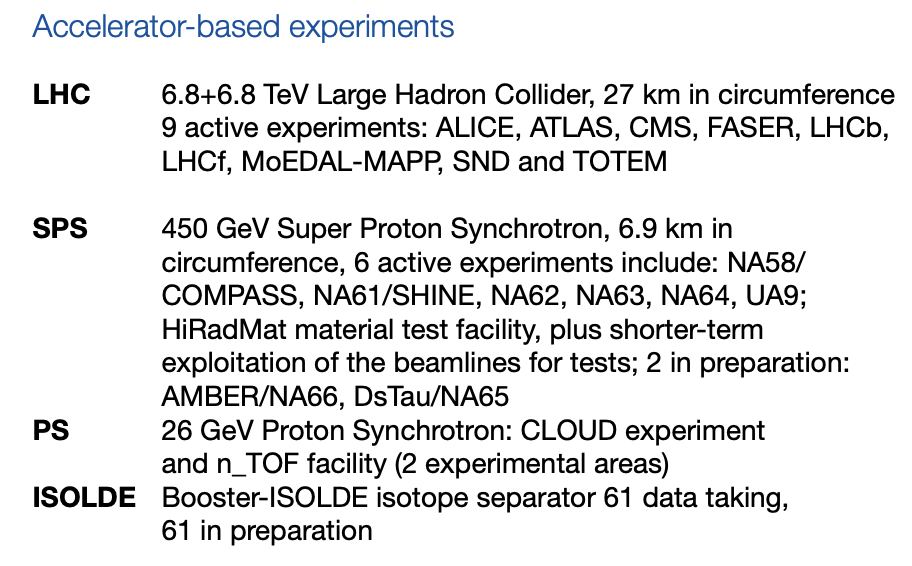 Accelerator-based experiments
LHC 6.8+6.8 TeV Large Hadron Collider, 27 km in circumference
9 active experiments: ALICE, ATLAS, CMS, FASER, LHCb,
LHCf, MoEDAL-MAPP, SND and TOTEM
SPS 450 GeV Super Proton Synchrotron, 6.9 km in
circumference, 6 active experiments include: NA58/
COMPASS, NA61/SHINE, NA62, NA63, NA64, UA9;
HiRadMat material test facility, plus shorter-term
exploitation of the beamlines for tests; 2 in preparation:
AMBER/NA66, DsTau/NA65
PS 26 GeV Proton Synchrotron: CLOUD experiment
and n_TOF facility (2 experimental areas)
ISOLDE Booster-ISOLDE isotope separator 61 data taking,
61 in preparation